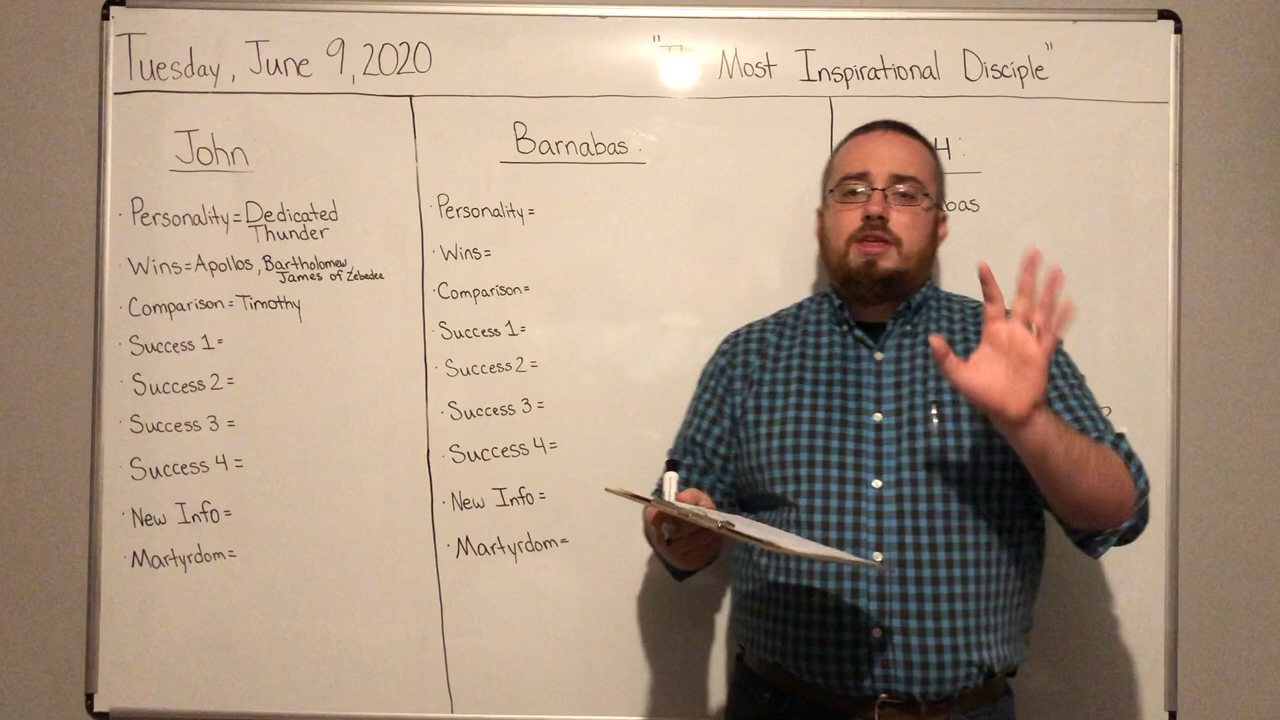 Tuesday, June 9, 2020
Most Inspirational Disciple"
John
· Personality = Dedicated
Thunder
· Wins = Apollos, Bartholomew,
James of Zebedee
· Comparison = Timothy
· Success 1 =
· Success 2 =
· Success 3 =
· Success 4 =
· New Info =
· Martyrdom =
Barnabas
· Personality =
· Wins =
· Comparison =
· Success 1 =
· Success 2 =
· Success 3 =
· Success 4 =
· New Info =
· Martyrdom =
4:
bas